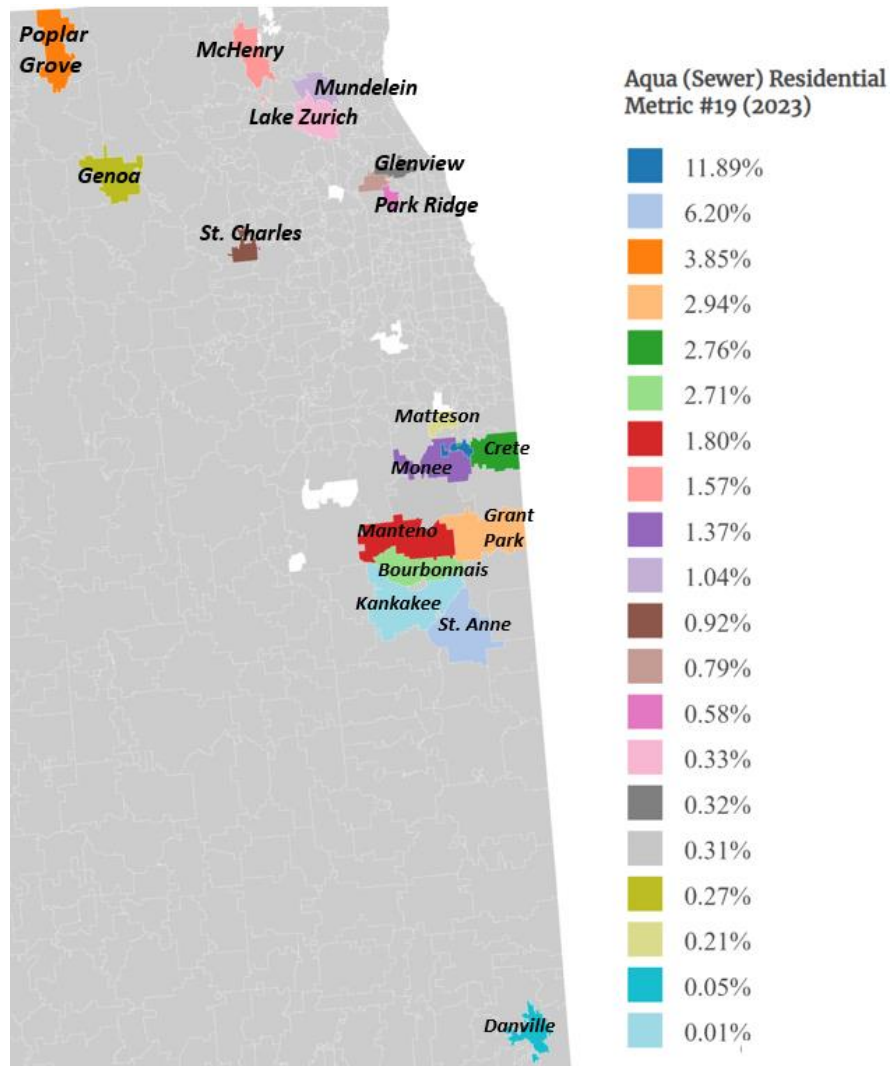 Poplar
Grove
McHenry
Mundelein
Lake Zurich
Genoa
Glenview
Park Ridge
St. Charles
Matteson
Crete
Monee
Grant
Park
Manteno
Bourbonnais
Kankakee
St. Anne
Danville
Aqua (Sewer) Residential
Metric #19 (2023)
11.89%
6.20%
3.85%
2.94%
2.76%
2.71%
1.80%
1.57%
1.37%
1.04%
0.92%
0.79%
0.58%
0.33%
0.32%
0.31%
0.27%
0.21%
0.05%
0.01%